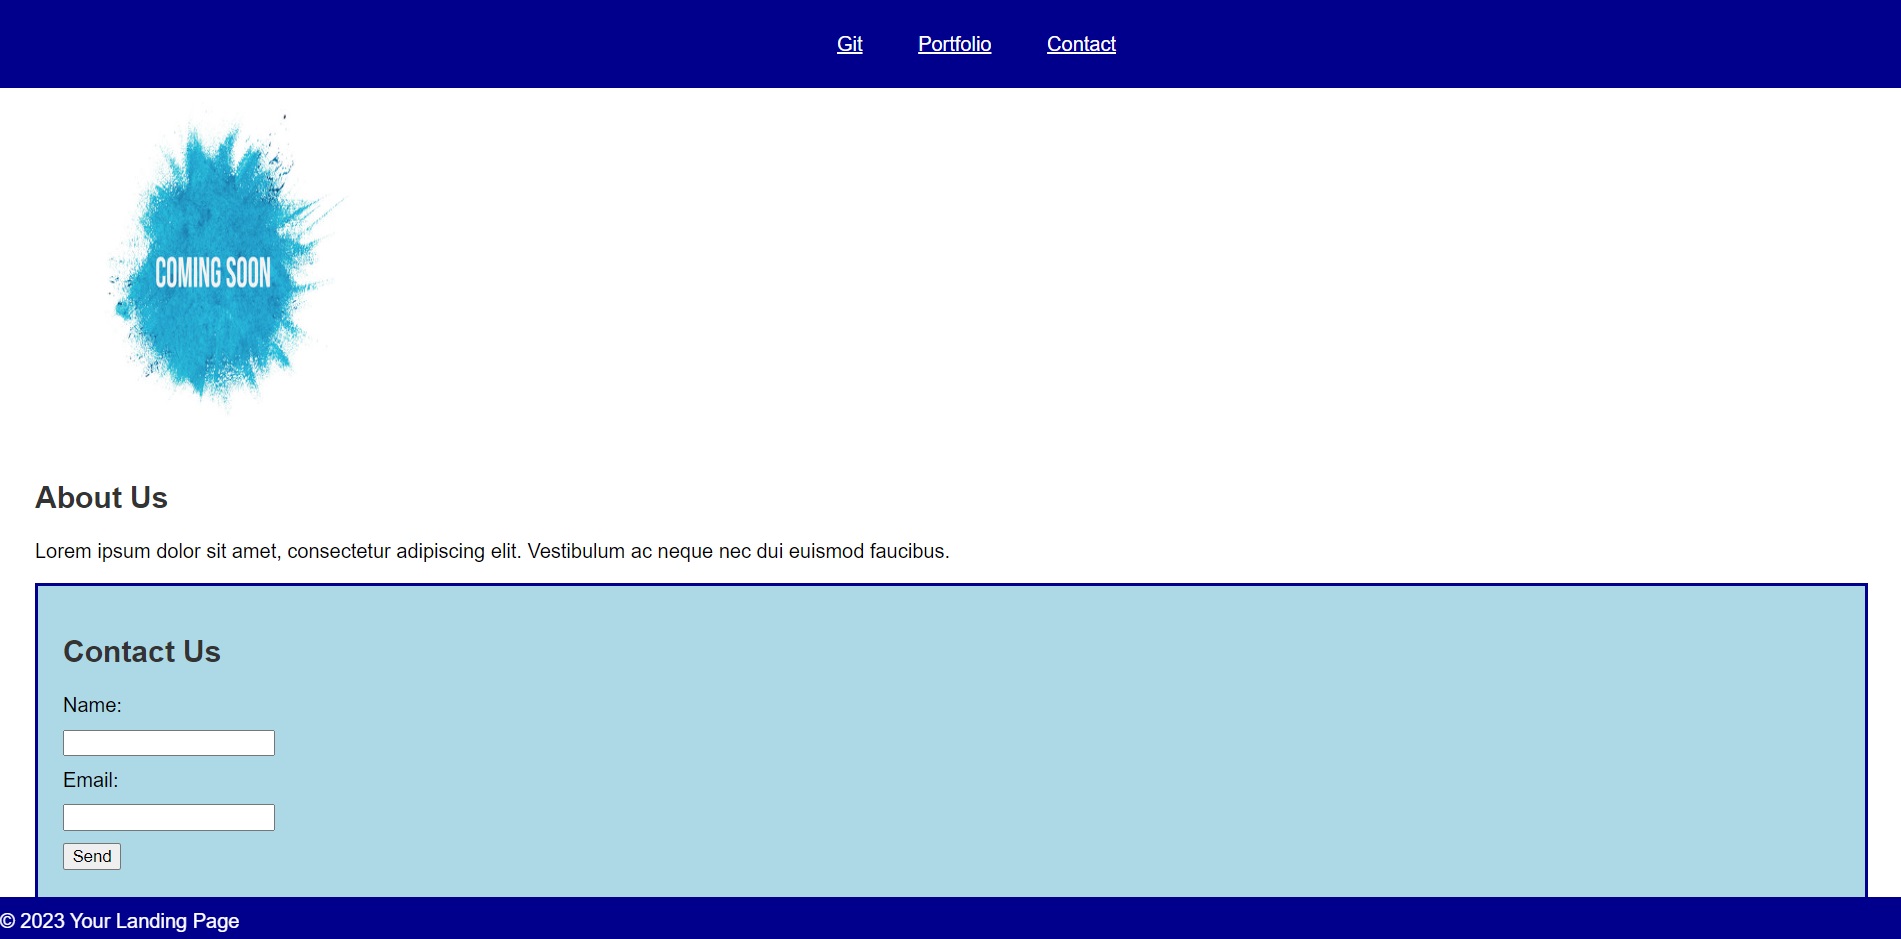 Git Portfolio Contact
COMING SOON
About Us
Lorem ipsum dolor sit amet, consectetur adipiscing elit. Vestibulum ac neque nec dui euismod faucibus.
Contact Us
Name:
Email:
Send
© 2023 Your Landing Page